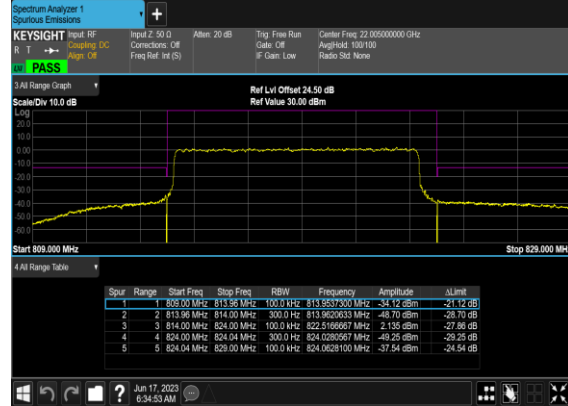 Spectrum Analyzer 1
Spurious Emissions
+
KEYSIGHT Input: RF Input Z: 50 Ω Atten: 20 dB Trig: Free Run Center Freq: 22.005000000 GHz
R T Coupling: DC Corrections: Off Gate: Off Avg|Hold: 100/100
Align: Off Freq Ref: Int (S) IF Gain: Low Radio Std: None
PASS
3 All Range Graph
Ref Lvl Offset 24.50 dB
Scale/Div 10.0 dB Ref Value 30.00 dBm
Log
20.0
10.0
0.00
-10.0
-20.0
-30.0
-40.0
-50.0
-60.0
Start 809.000 MHz Stop 829.000 MHz
4 All Range Table
Spur Range Start Freq Stop Freq RBW Frequency Amplitude ΔLimit
1 1 809.00 MHz 813.96 MHz 100.0 kHz 813.9537300 MHz -34.12 dBm -21.12 dB
2 2 813.96 MHz 814.00 MHz 300.0 Hz 813.9620633 MHz -48.70 dBm -28.70 dB
3 3 814.00 MHz 824.00 MHz 100.0 kHz 822.5166667 MHz 2.135 dBm -27.86 dB
4 4 824.00 MHz 824.04 MHz 300.0 Hz 824.0280567 MHz -49.25 dBm -29.25 dB
5 5 824.04 MHz 829.00 MHz 100.0 kHz 824.0628100 MHz -37.54 dBm -24.54 dB
? Jun 17, 2023
6:34:53 AM